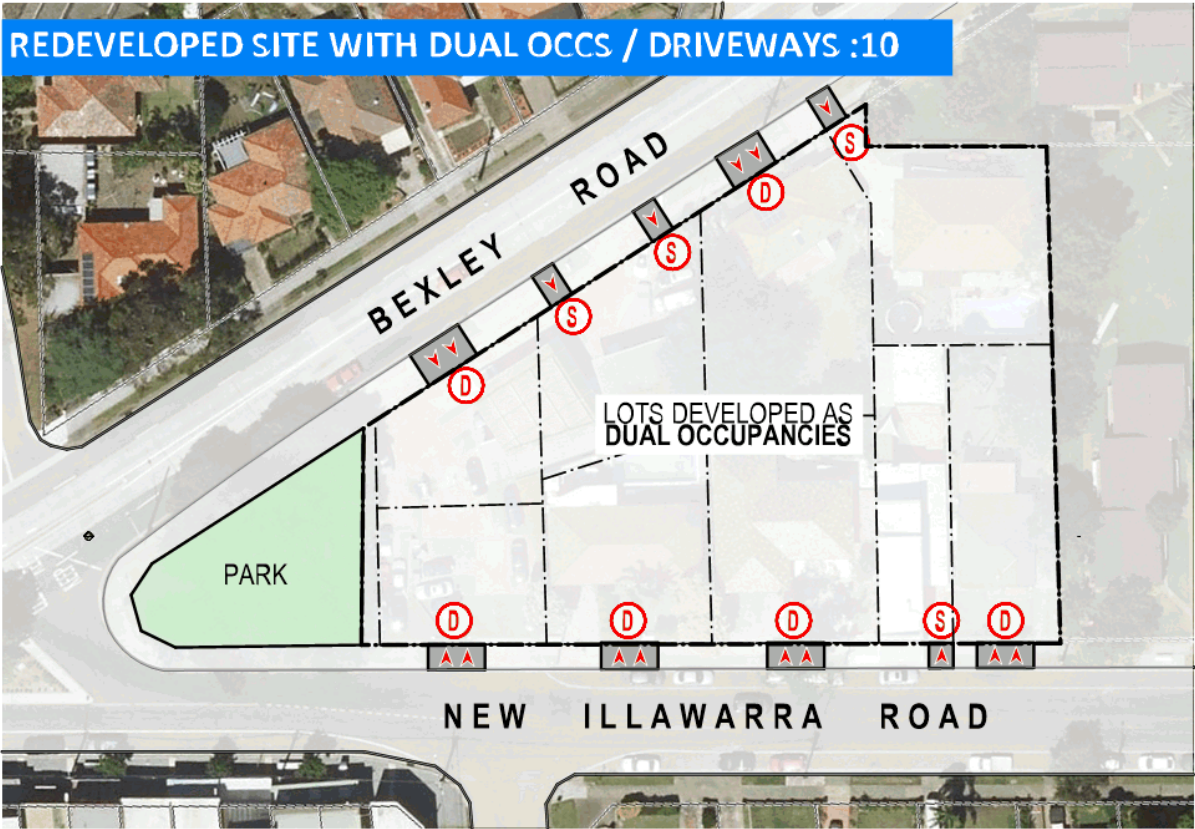 REDEVELOPED SITE WITH DUAL OCCS / DRIVEWAYS :10
BEXLEY ROAD
S
D
S
S
D
LOTS DEVELOPED AS
DUAL OCCUPANCIES
PARK
D
D
D
S
D
NEW ILLAWARRA ROAD